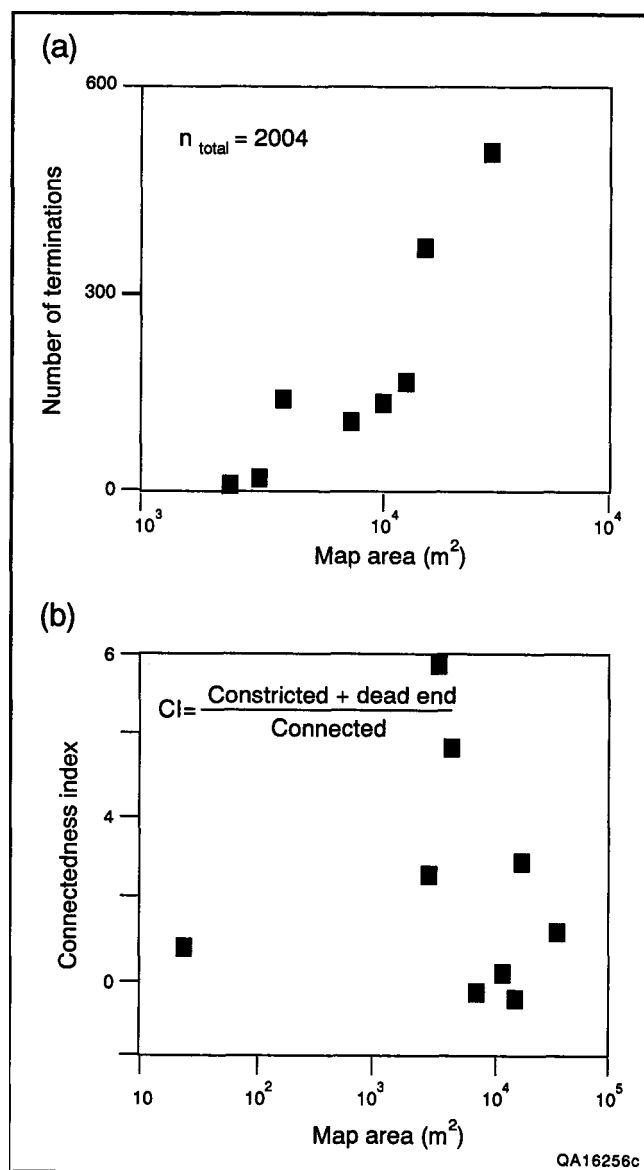 (a)
600
n total = 2004
300
0
Number of terminations
10³ 10⁴ 10⁴
Map area (m²)
(b)
6
CI= Constricted + dead end
Connected
4
0
Connectedness index
10 10² 10³ 10⁴ 10⁵
Map area (m²)
QA16256c